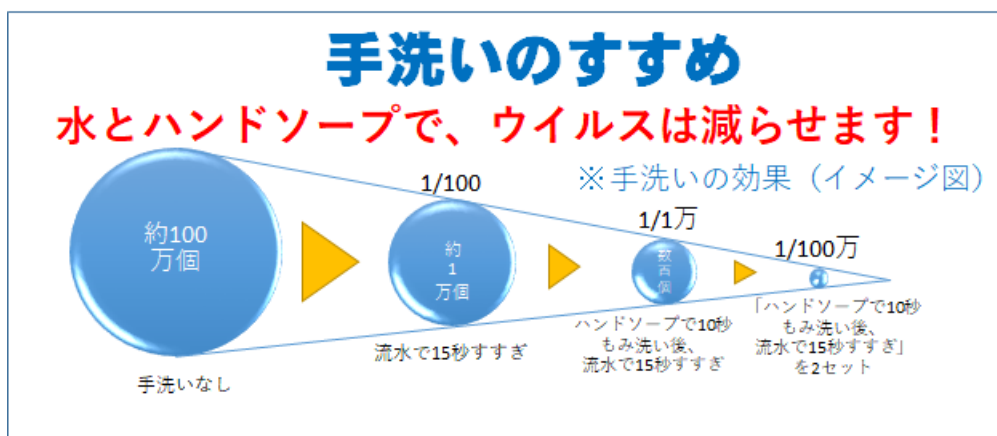 手洗いのすすめ
水とハンドソープで、ウイルスは減らせます！
※手洗いの効果（イメージ図）
約100
万個
手洗いなし
1/100
約
1
万個
流水で15秒すすぎ
1/1万
数百個
ハンドソープで10秒
もみ洗い後、
流水で15秒すすぎ
1/100万
「ハンドソープで10秒
もみ洗い後、
流水で15秒すすぎ」
を2セット